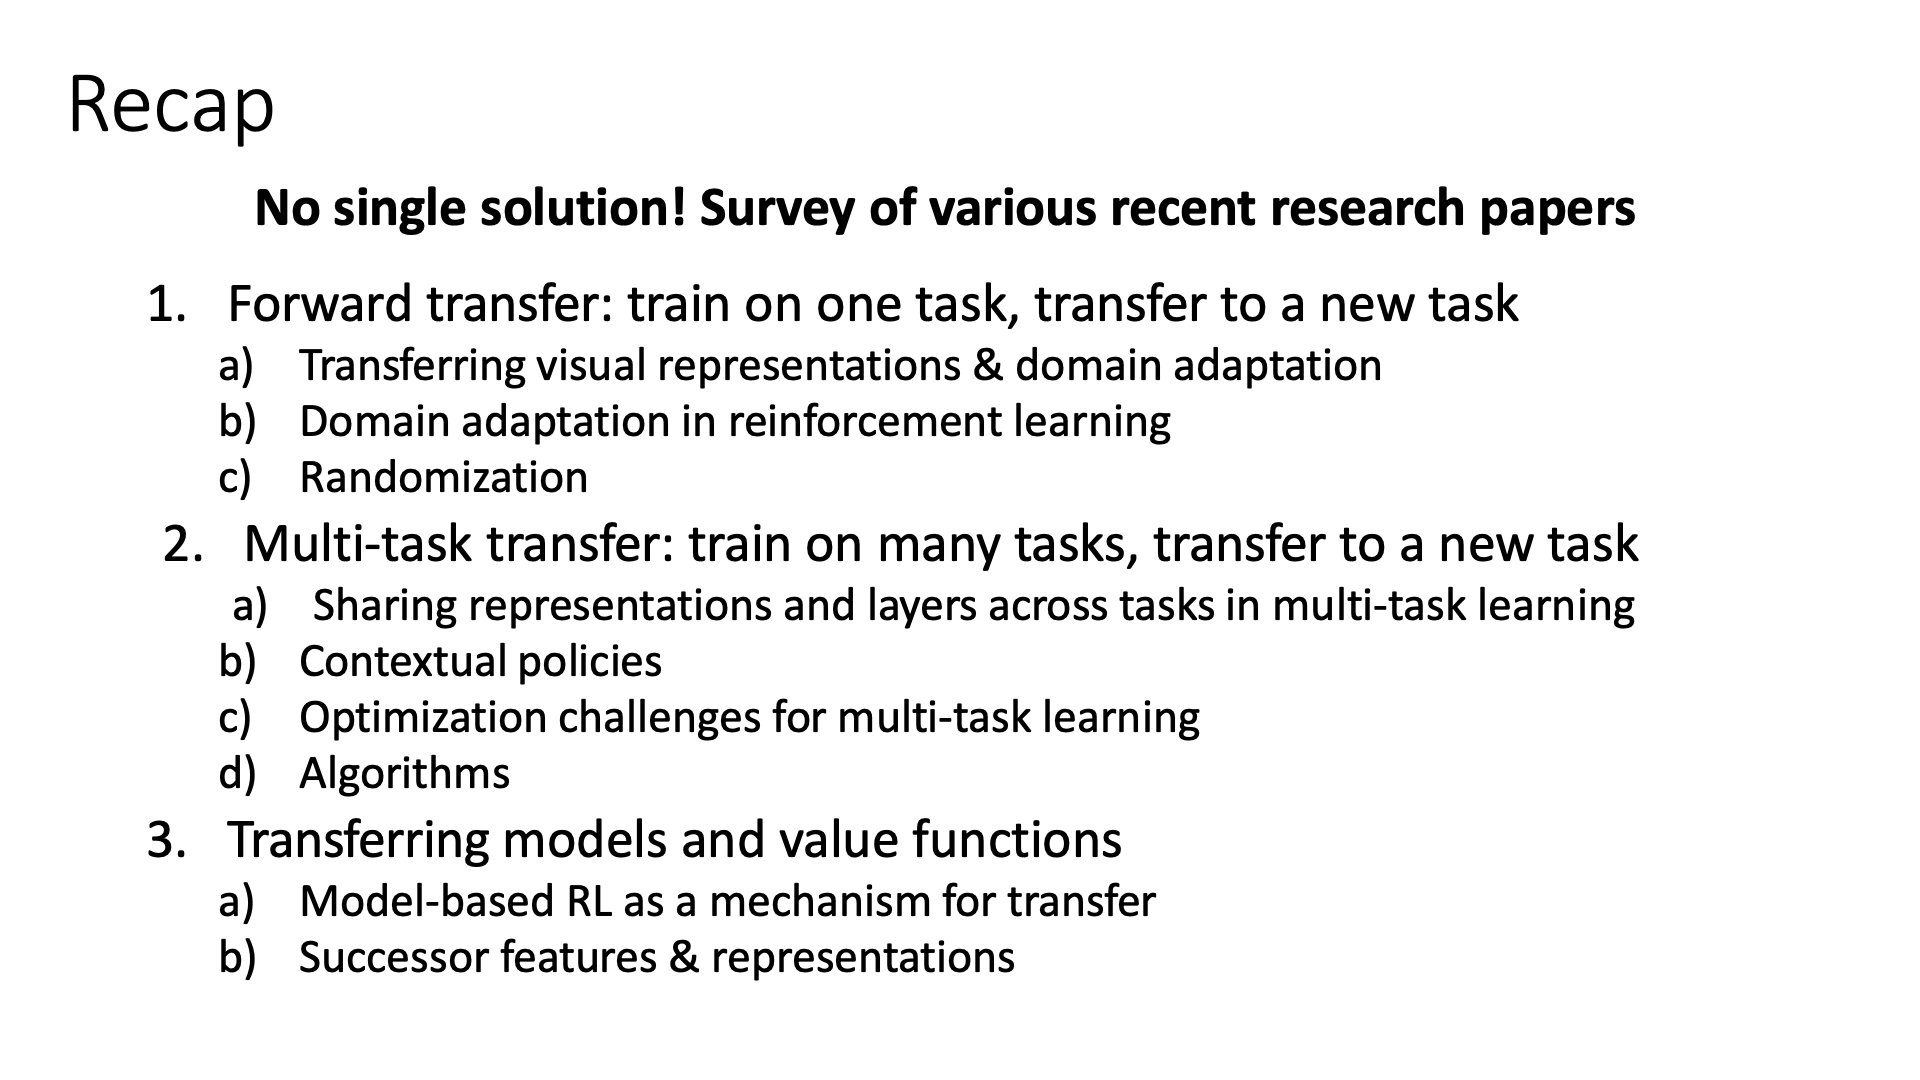 Recap
No single solution! Survey of various recent research papers
1. Forward transfer: train on one task, transfer to a new task
a) Transferring visual representations & domain adaptation
b) Domain adaptation in reinforcement learning
c) Randomization
2. Multi-task transfer: train on many tasks, transfer to a new task
a) Sharing representations and layers across tasks in multi-task learning
b) Contextual policies
c) Optimization challenges for multi-task learning
d) Algorithms
3. Transferring models and value functions
a) Model-based RL as a mechanism for transfer
b) Successor features & representations